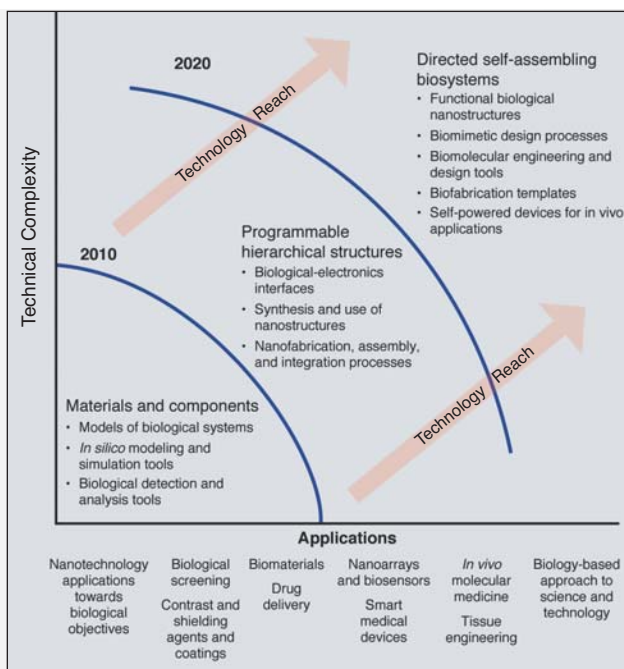 2020
Technology Reach
Directed self-assembling
biosystems
• Functional biological
nanostructures
• Biomimetic design processes
• Biomolecular engineering and
design tools
• Biofabrication templates
• Self-powered devices for in vivo
applications
Technical Complexity
2010
Programmable
hierarchical structures
• Biological-electronics
interfaces
• Synthesis and use of
nanostructures
• Nanofabrication, assembly,
and integration processes
Technology Reach
Materials and components
• Models of biological systems
• In silico modeling and
simulation tools
• Biological detection and
analysis tools
Applications
Nanotechnology
applications
towards
biological
objectives
Biological
screening
Contrast and
shielding
agents and
coatings
Biomaterials
Drug
delivery
Nanoarrays
and biosensors
Smart
medical
devices
In vivo
molecular
medicine
Tissue
engineering
Biology-based
approach to
science and
technology